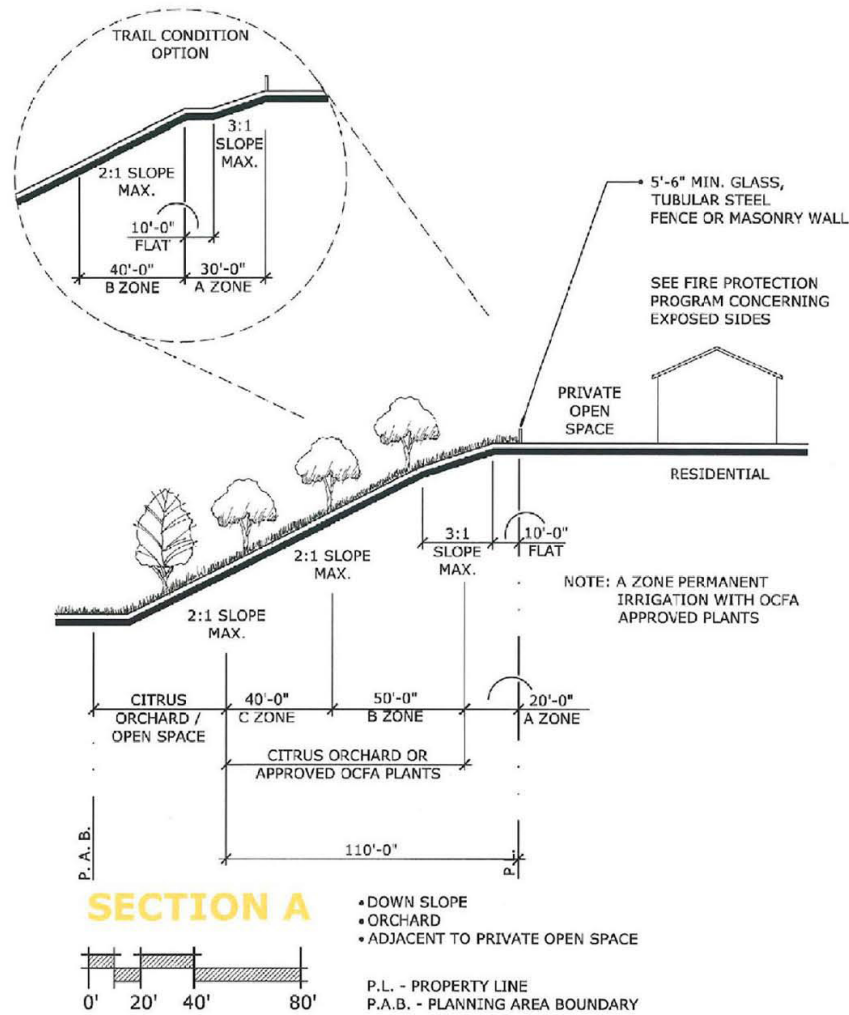 TRAIL CONDITION
OPTION
3:1
SLOPE
MAX.
2:1 SLOPE
MAX.
10'-0"
FLAT
40'-0"
B ZONE
30'-0"
A ZONE
5'-6" MIN. GLASS,
TUBULAR STEEL
FENCE OR MASONRY WALL
SEE FIRE PROTECTION
PROGRAM CONCERNING
EXPOSED SIDES
PRIVATE
OPEN
SPACE
RESIDENTIAL
3:1
SLOPE
MAX.
10'-0"
FLAT
2:1 SLOPE
MAX.
NOTE: A ZONE PERMANENT
IRRIGATION WITH OCFA
APPROVED PLANTS
2:1 SLOPE
MAX.
CITRUS
ORCHARD /
OPEN SPACE
40'-0"
C ZONE
50'-0"
B ZONE
20'-0"
A ZONE
CITRUS ORCHARD OR
APPROVED OCFA PLANTS
110'-0"
P. A. B.
P.L.
SECTION A
• DOWN SLOPE
• ORCHARD
• ADJACENT TO PRIVATE OPEN SPACE
0' 20' 40' 80'
P.L. - PROPERTY LINE
P.A.B. - PLANNING AREA BOUNDARY